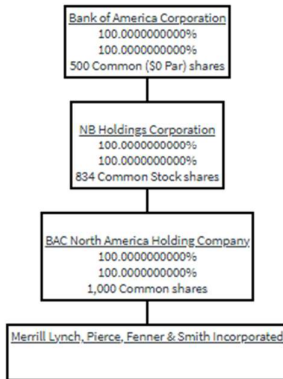 Bank of America Corporation
100.0000000000%
100.0000000000%
500 Common ($0 Par) shares
NB Holdings Corporation
100.0000000000%
100.0000000000%
834 Common Stock shares
BAC North America Holding Company
100.0000000000%
100.0000000000%
1,000 Common shares
Merrill Lynch, Pierce, Fenner & Smith Incorporated